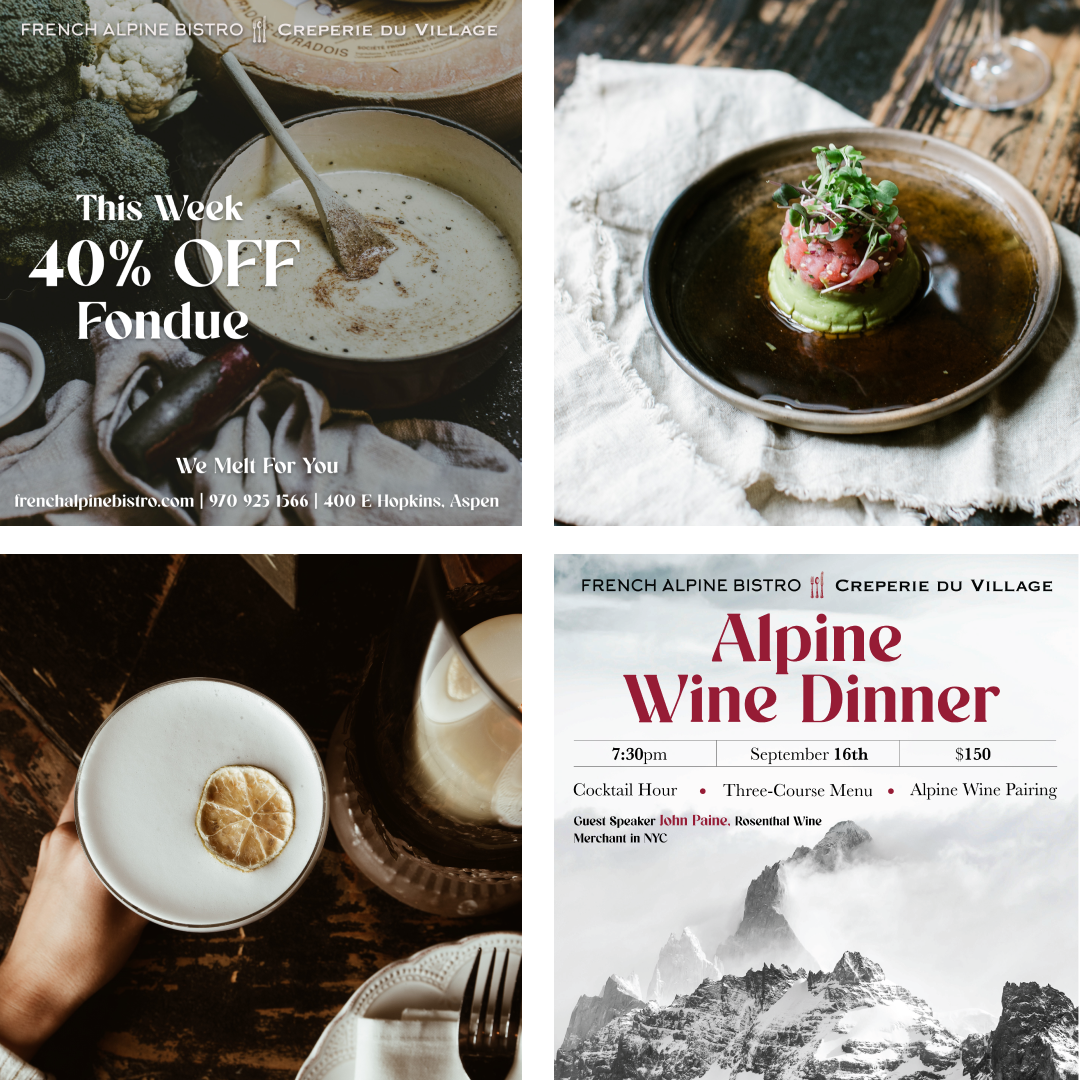 FRENCH ALPINE BISTRO CREPERIE DU VILLAGE
This Week
40% OFF
Fondue
We Melt For You
frenchalpinebistro.com | 970 925 1566 | 400 E Hopkins, Aspen
FRENCH ALPINE BISTRO CREPERIE DU VILLAGE
Alpine
Wine Dinner
7:30pm September 16th $150
Cocktail Hour • Three-Course Menu • Alpine Wine Pairing
Guest Speaker John Paine, Rosenthal Wine
Merchant in NYC